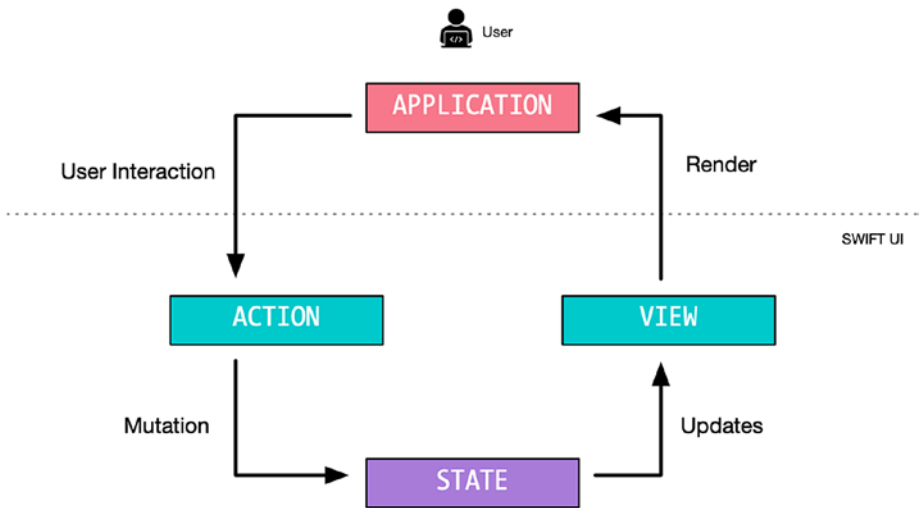 User
APPLICATION
User Interaction
Render
SWIFT UI
ACTION
VIEW
Mutation
Updates
STATE